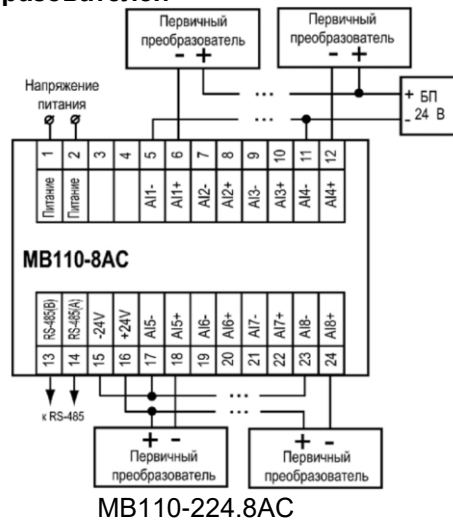 разователей
Первичный
преобразователь
- +
Первичный
преобразователь
- +
Напряжение
питания
...
...
+ БП
- 24 В
1 2 3 4 5 6 7 8 9 10 11 12
Питание Питание AI1- AI1+ AI2- AI2+ AI3- AI3+ AI4- AI4+
МВ110-8АС
RS-485(B) RS-485(A) -24V +24V AI5- AI5+ AI6- AI6+ AI7- AI7+ AI8- AI8+
13 14 15 16 17 18 19 20 21 22 23 24
...
...
к RS-485
+ -
Первичный
преобразователь
+ -
Первичный
преобразователь
МВ110-224.8АС